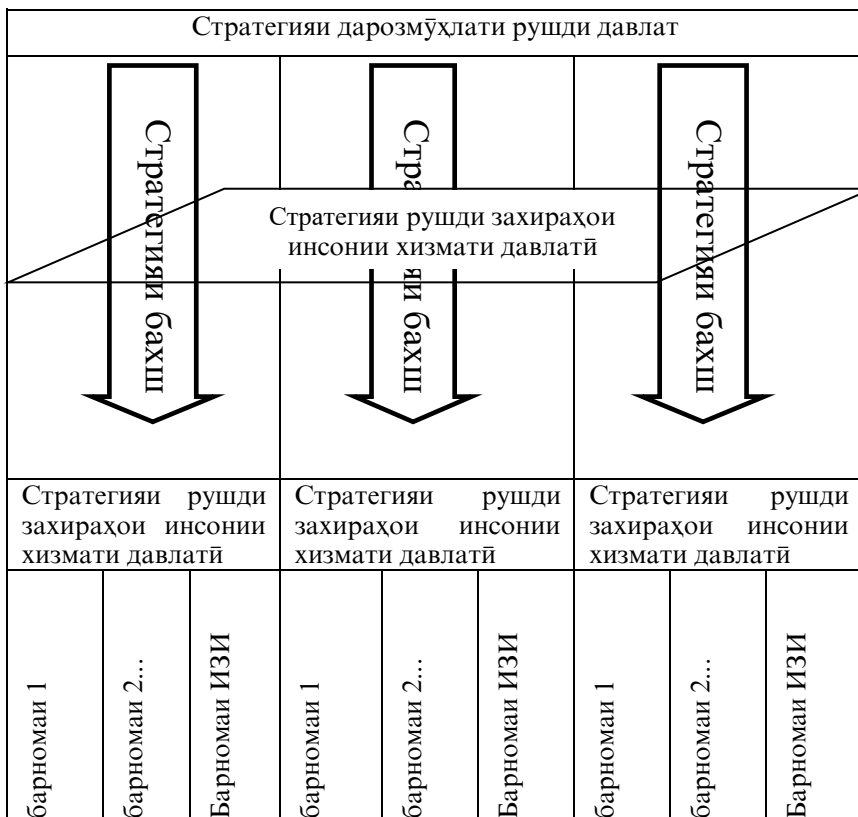 Стратегияи дарозмӯҳлати рушди давлат
Стратегияи бахш
Стратегияи бахш
Стратегияи бахш
Стратегияи рушди захираҳои
инсонии хизмати давлатӣ
Стратегияи рушди
захираҳои инсонии
хизмати давлатӣ
Стратегияи рушди
захираҳои инсонии
хизмати давлатӣ
Стратегияи рушди
захираҳои инсонии
хизмати давлатӣ
барномаи 1
барномаи 2...
Барномаи ИЗИ
барномаи 1
барномаи 2...
Барномаи ИЗИ
барномаи 1
барномаи 2...
Барномаи ИЗИ